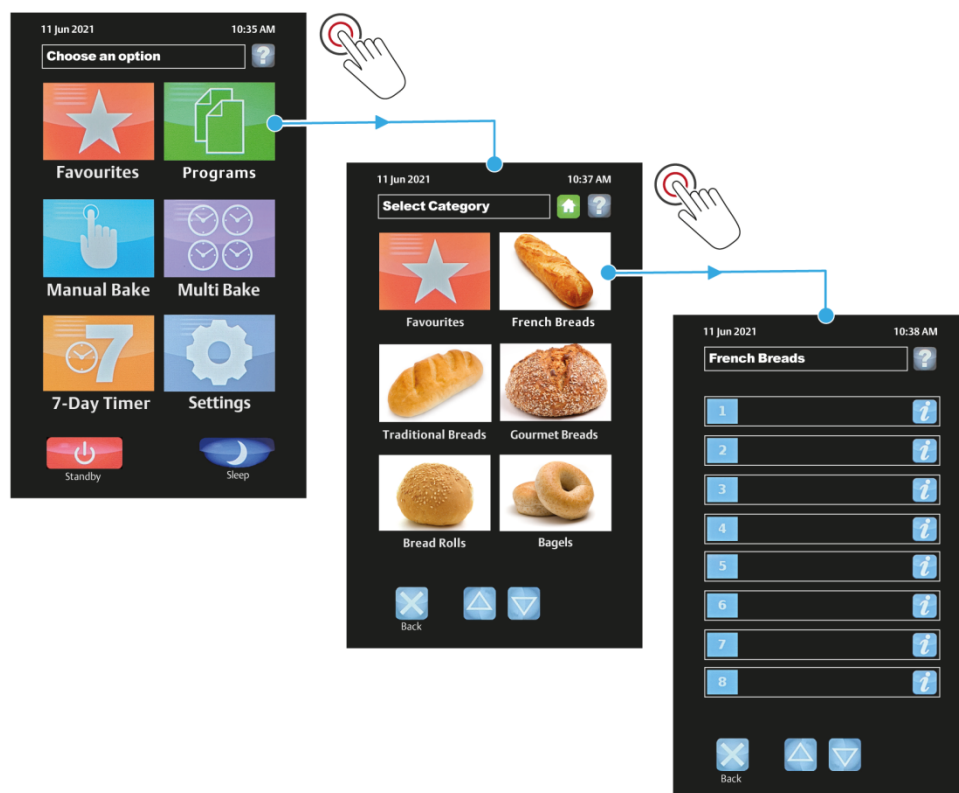 11 Jun 2021 10:35 AM
Choose an option ?
Favourites Programs
Manual Bake Multi Bake
7
7-Day Timer Settings
Standby Sleep
11 Jun 2021 10:37 AM
Select Category ?
Favourites French Breads
Traditional Breads Gourmet Breads
Bread Rolls Bagels
Back
11 Jun 2021 10:38 AM
French Breads ?
1 i
2 i
3 i
4 i
5 i
6 i
7 i
8 i
Back